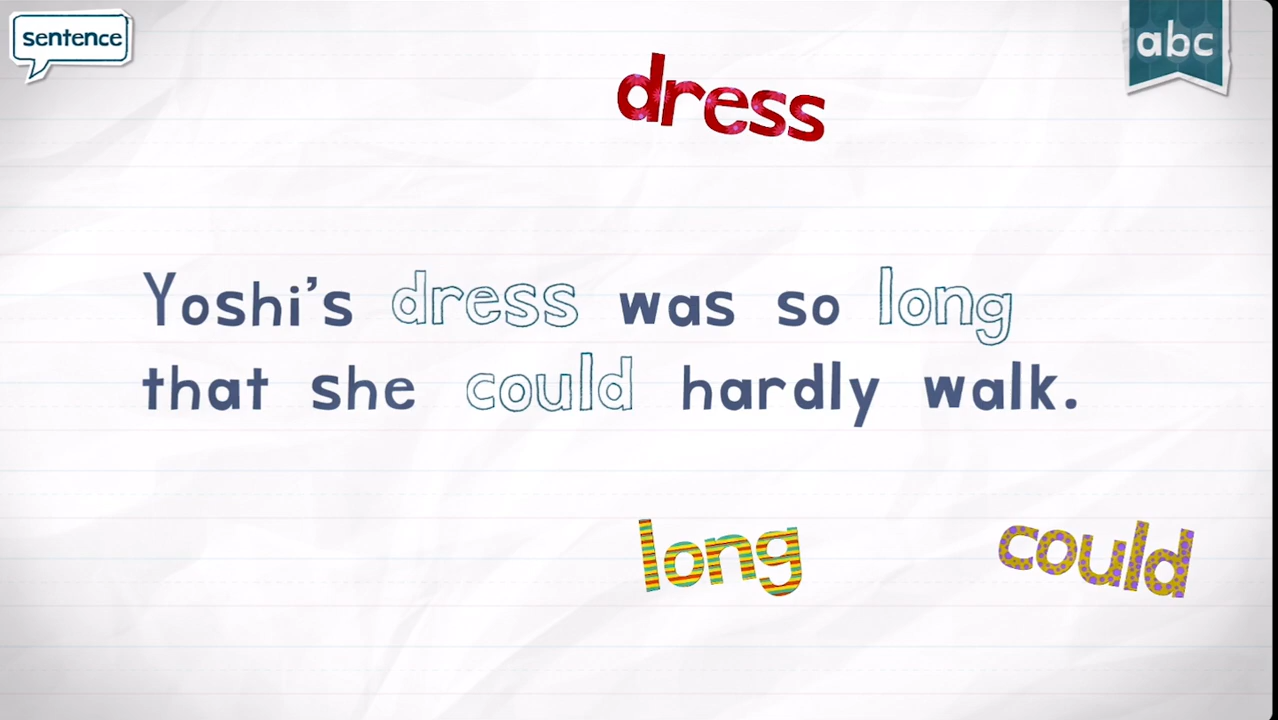 sentence
abc
dress
Yoshi's dress was so long
that she could hardly walk.
long
could